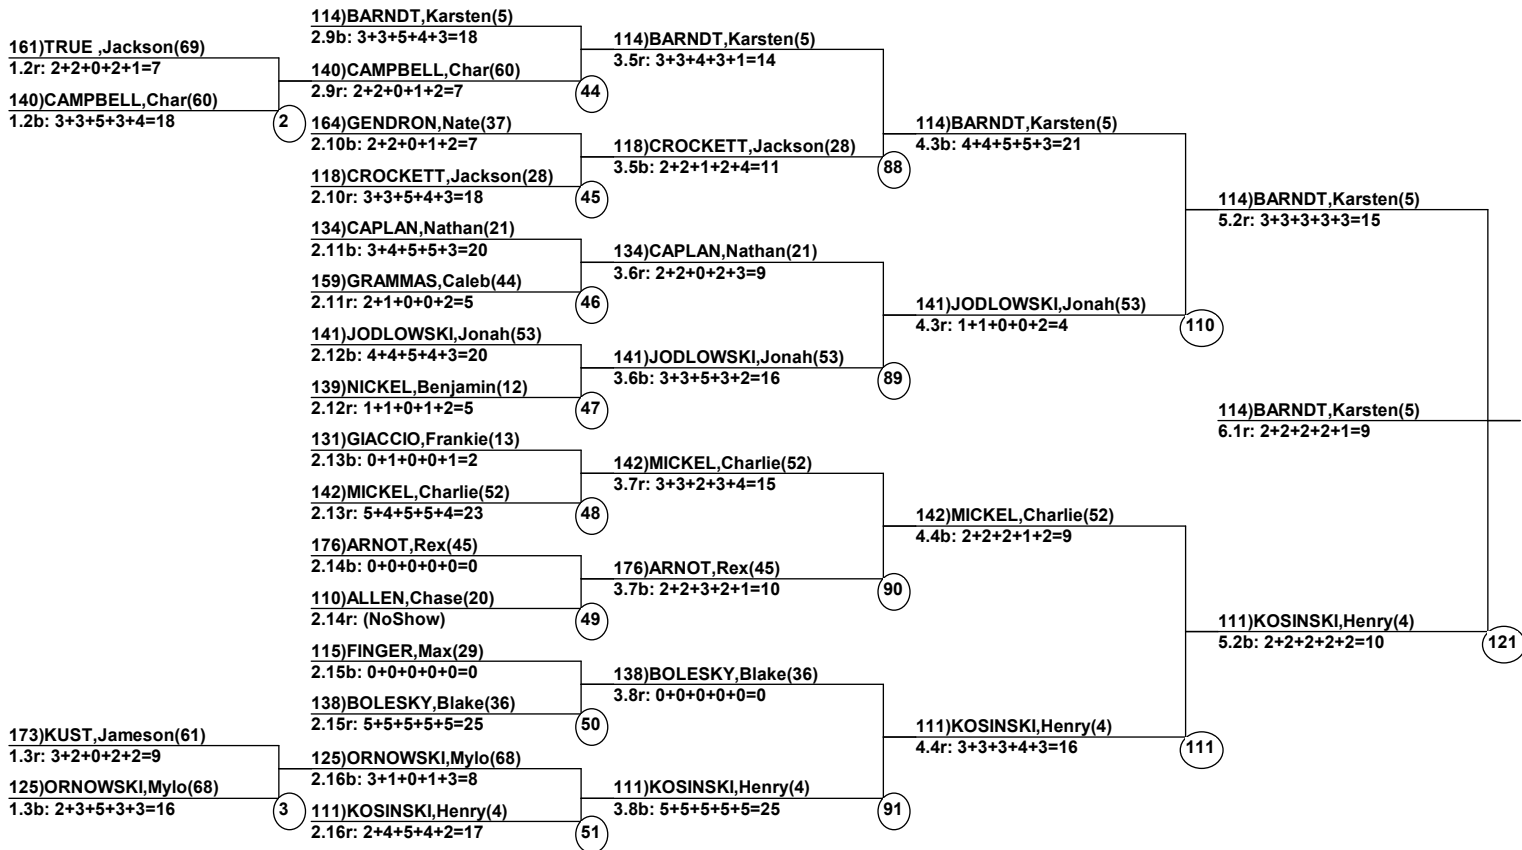 161)TRUE ,Jackson(69)
1.2r: 2+2+0+2+1=7
140)CAMPBELL,Char(60)
1.2b: 3+3+5+3+4=18
2
173)KUST,Jameson(61)
1.3r: 3+2+0+2+2=9
125)ORNOWSKI,Mylo(68)
1.3b: 2+3+5+3+3=16
3
114)BARNDT,Karsten(5)
2.9b: 3+3+5+4+3=18
140)CAMPBELL,Char(60)
2.9r: 2+2+0+1+2=7
44
164)GENDRON,Nate(37)
2.10b: 2+2+0+1+2=7
118)CROCKETT,Jackson(28)
2.10r: 3+3+5+4+3=18
45
134)CAPLAN,Nathan(21)
2.11b: 3+4+5+5+3=20
159)GRAMMAS,Caleb(44)
2.11r: 2+1+0+0+2=5
46
141)JODLOWSKI,Jonah(53)
2.12b: 4+4+5+4+3=20
139)NICKEL,Benjamin(12)
2.12r: 1+1+0+1+2=5
47
131)GIACCIO,Frankie(13)
2.13b: 0+1+0+0+1=2
142)MICKEL,Charlie(52)
2.13r: 5+4+5+5+4=23
48
176)ARNOT,Rex(45)
2.14b: 0+0+0+0+0=0
110)ALLEN,Chase(20)
2.14r: (NoShow)
49
115)FINGER,Max(29)
2.15b: 0+0+0+0+0=0
138)BOLESKY,Blake(36)
2.15r: 5+5+5+5+5=25
50
125)ORNOWSKI,Mylo(68)
2.16b: 3+1+0+1+3=8
111)KOSINSKI,Henry(4)
2.16r: 2+4+5+4+2=17
51
114)BARNDT,Karsten(5)
3.5r: 3+3+4+3+1=14
118)CROCKETT,Jackson(28)
3.5b: 2+2+1+2+4=11
88
134)CAPLAN,Nathan(21)
3.6r: 2+2+0+2+3=9
141)JODLOWSKI,Jonah(53)
3.6b: 3+3+5+3+2=16
89
142)MICKEL,Charlie(52)
3.7r: 3+3+2+3+4=15
176)ARNOT,Rex(45)
3.7b: 2+2+3+2+1=10
90
138)BOLESKY,Blake(36)
3.8r: 0+0+0+0+0=0
111)KOSINSKI,Henry(4)
3.8b: 5+5+5+5+5=25
91
114)BARNDT,Karsten(5)
4.3b: 4+4+5+5+3=21
141)JODLOWSKI,Jonah(53)
4.3r: 1+1+0+0+2=4
110
142)MICKEL,Charlie(52)
4.4b: 2+2+2+1+2=9
111)KOSINSKI,Henry(4)
4.4r: 3+3+3+4+3=16
111
114)BARNDT,Karsten(5)
5.2r: 3+3+3+3+3=15
111)KOSINSKI,Henry(4)
5.2b: 2+2+2+2+2=10
121
114)BARNDT,Karsten(5)
6.1r: 2+2+2+2+1=9